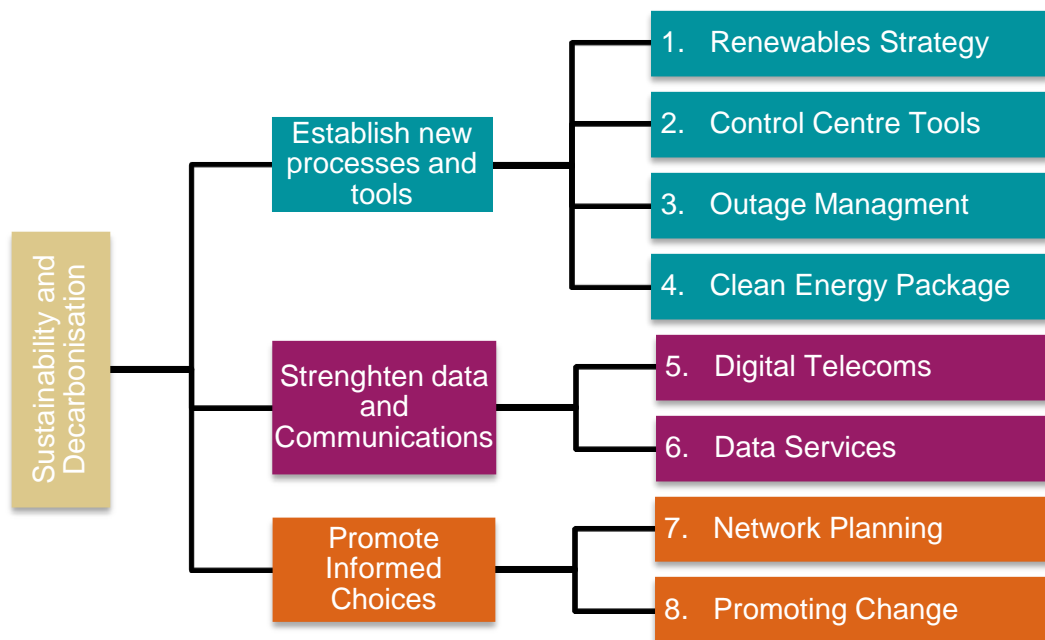 Sustainability and
Decarbonisation
Establish new
processes and
tools
1. Renewables Strategy
2. Control Centre Tools
3. Outage Managment
4. Clean Energy Package
Strenghten data
and
Communications
5. Digital Telecoms
6. Data Services
Promote
Informed
Choices
7. Network Planning
8. Promoting Change